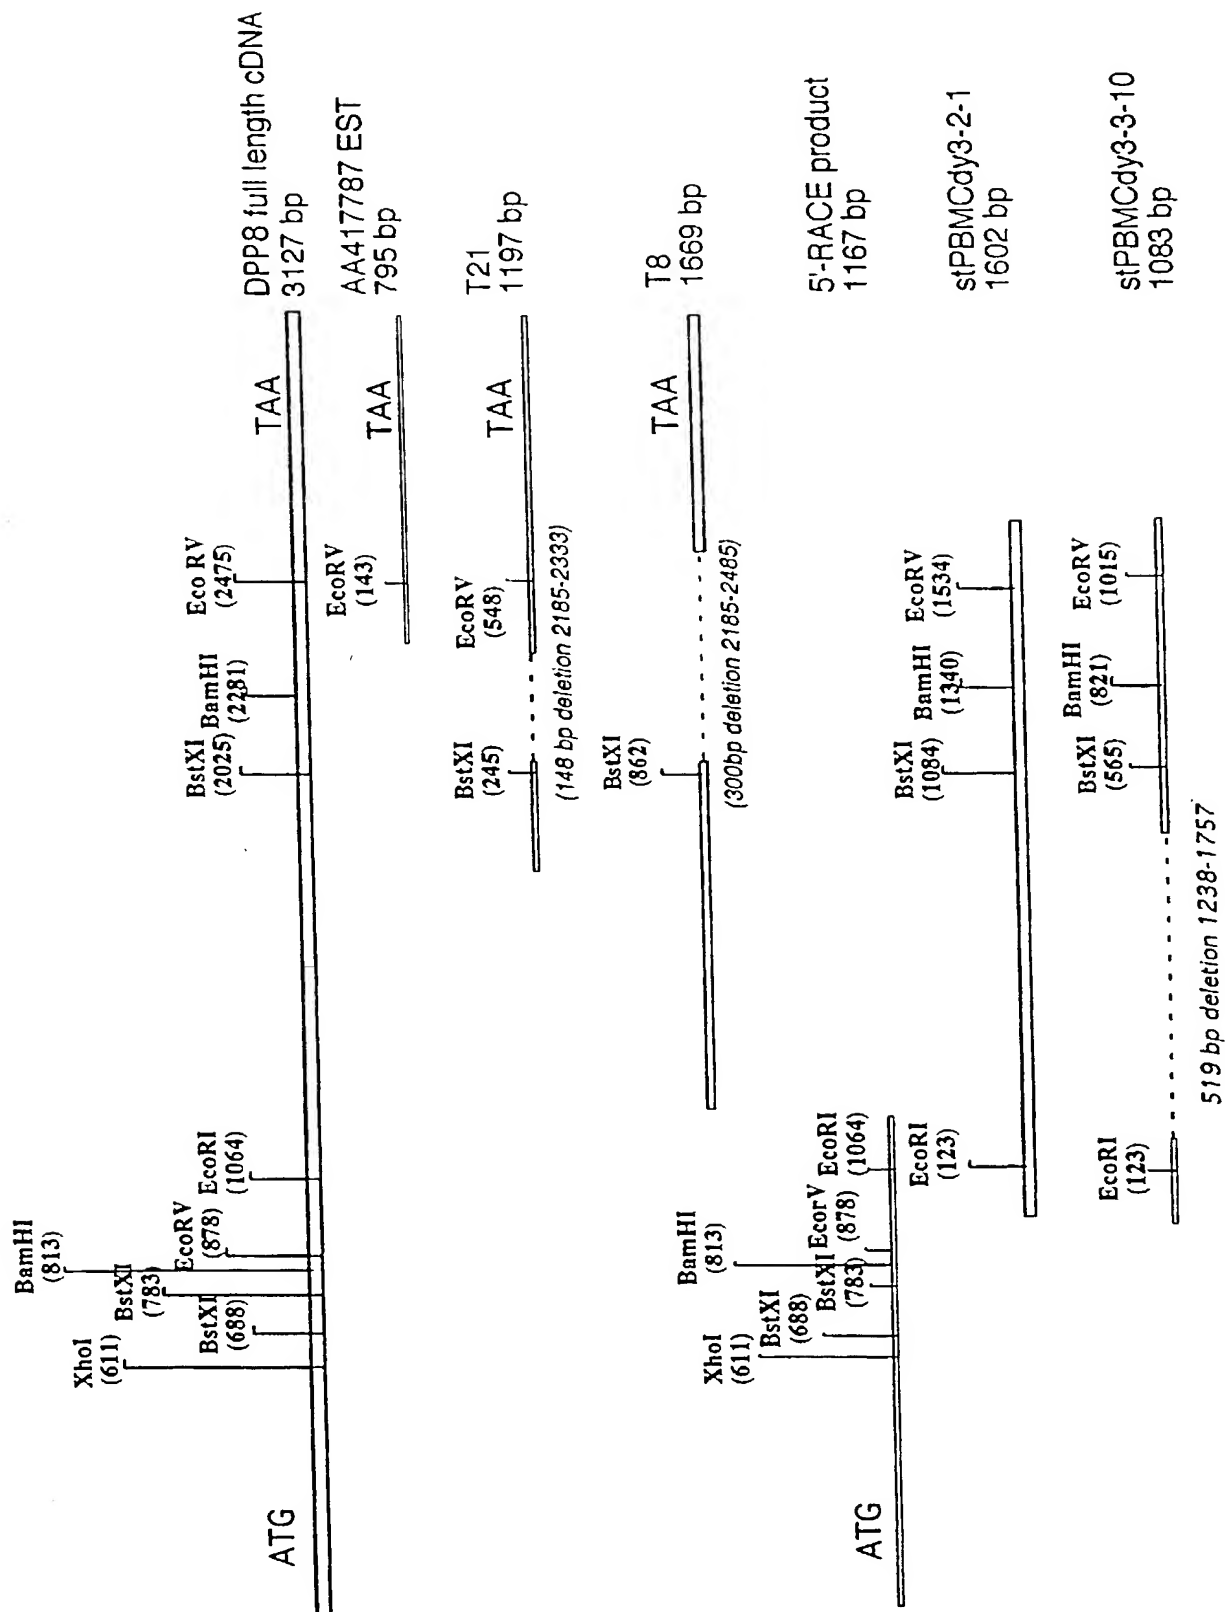 DPP8 full length cDNA
3127 bp
ATG
XhoI
(611)
BstXI
(688)
BstXI
(783)
BamHI
(813)
EcoRV
(878)
EcoRI
(1064)
BstXI
(2025)
BamHI
(2281)
Eco RV
(2475)
TAA
AA417787 EST
795 bp
EcoRV
(143)
TAA
T21
1197 bp
BstXI
(245)
EcoRV
(548)
TAA
(148 bp deletion 2185-2333)
T8
1669 bp
BstXI
(862)
TAA
(300bp deletion 2185-2485)
5'-RACE product
1167 bp
ATG
XhoI
(611)
BstXI
(688)
BstXI
(783)
BamHI
(813)
EcorV
(878)
EcoRI
(1064)
stPBMCdy3-2-1
1602 bp
EcoRI
(123)
BstXI
(1084)
BamHI
(1340)
EcoRV
(1534)
stPBMCdy3-3-10
1083 bp
EcoRI
(123)
BstXI
(565)
BamHI
(821)
EcoRV
(1015)
519 bp deletion 1238-1757